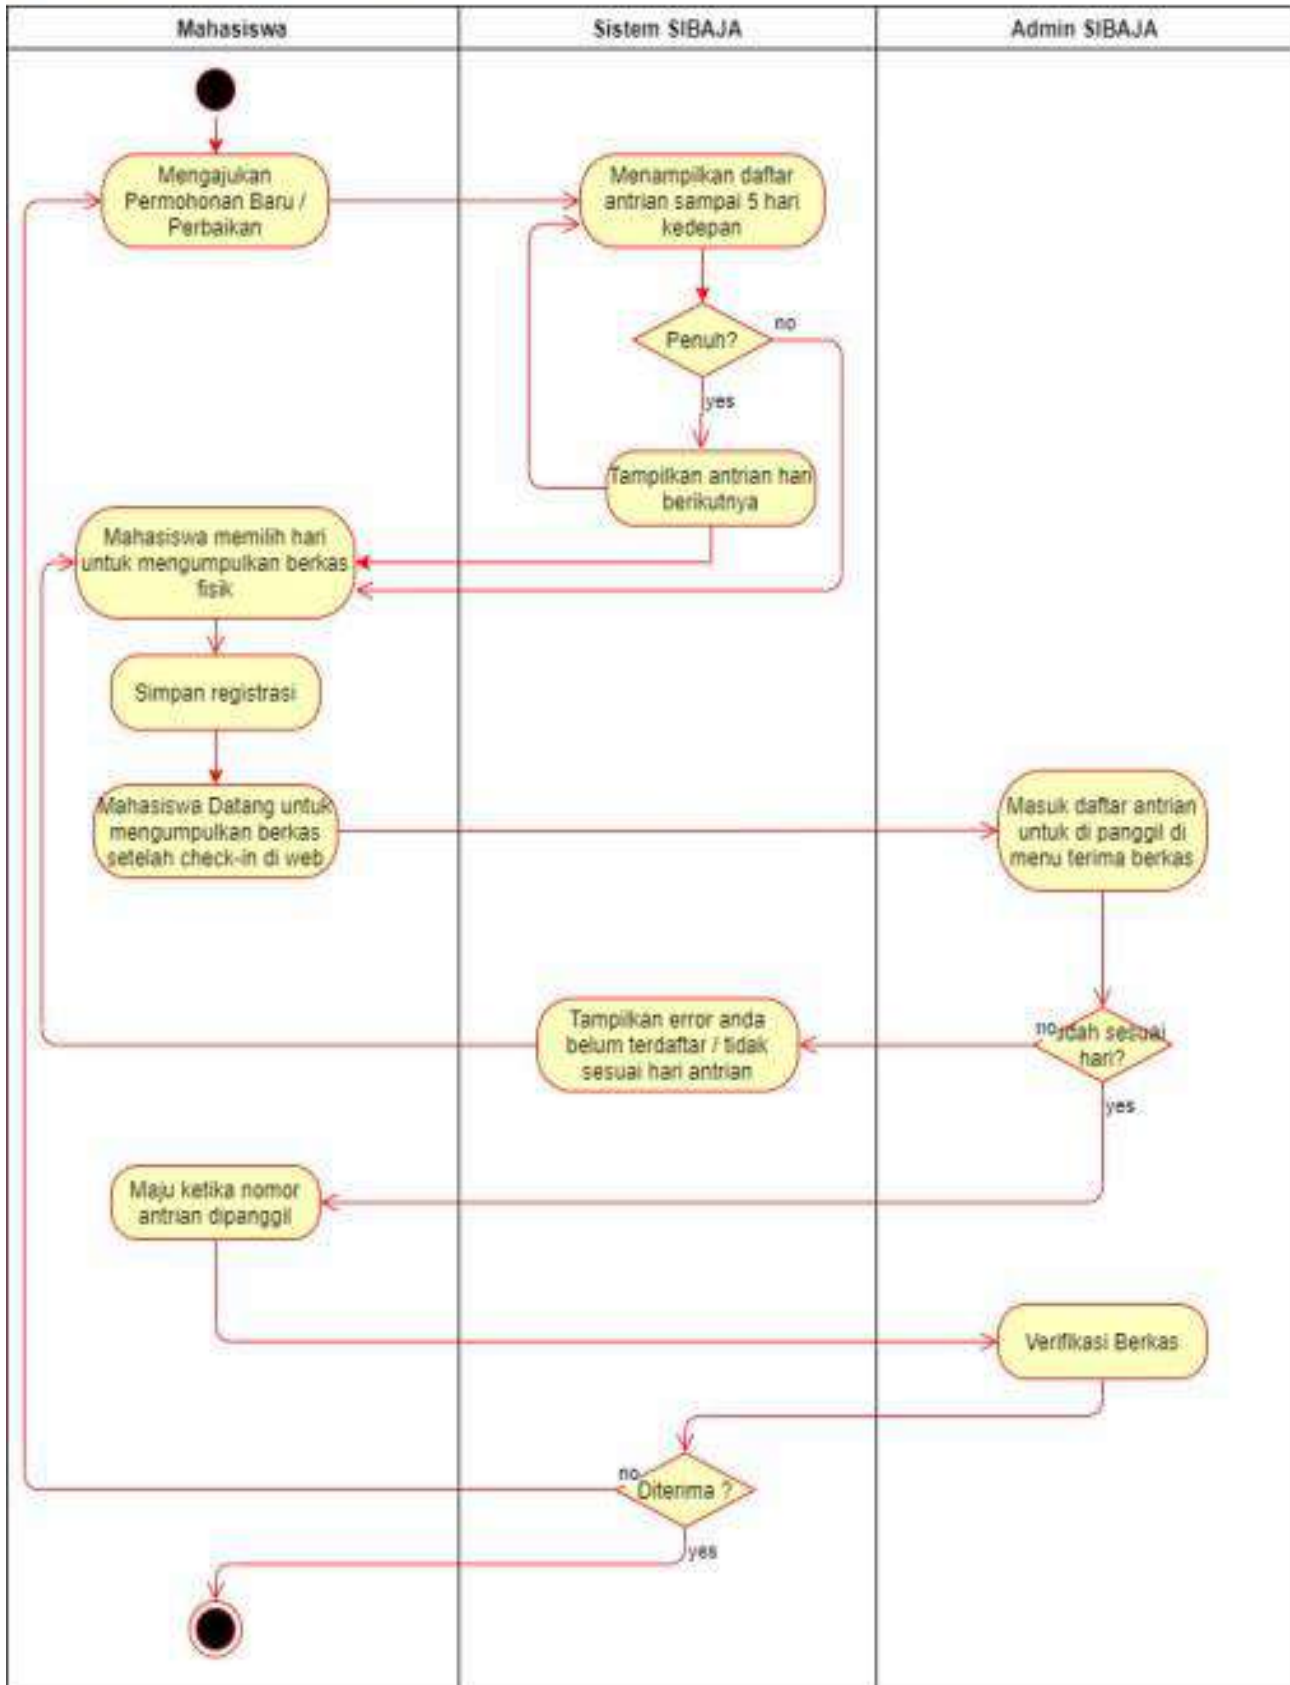 Mahasiswa
Sistem SIBAJA
Admin SIBAJA
Mengajukan
Permohonan Baru /
Perbaikan
Menampilkan daftar
antrian sampai 5 hari
kedepan
Penuh?
no
yes
Tampilkan antrian hari
berikutnya
Mahasiswa memilih hari
untuk mengumpulkan berkas
fisik
Simpan registrasi
Mahasiswa Datang untuk
mengumpulkan berkas
setelah check-in di web
Masuk daftar antrian
untuk di panggil di
menu terima berkas
Tampilkan error anda
belum terdaftar / tidak
sesuai hari antrian
no
sesuai
hari?
yes
Maju ketika nomor
antrian dipanggil
Verifikasi Berkas
no
Diterima ?
yes